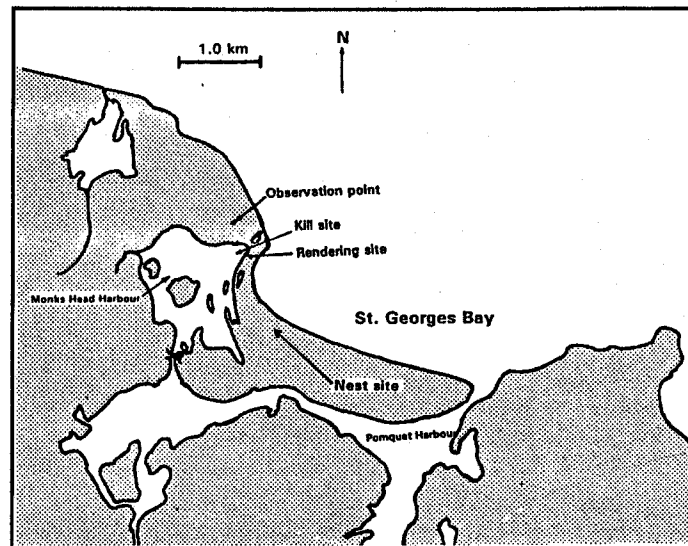 1.0 km
N
Observation point
Kill site
Rendering site
Monks Head Harbour
St. Georges Bay
Nest site
Pomquet Harbour